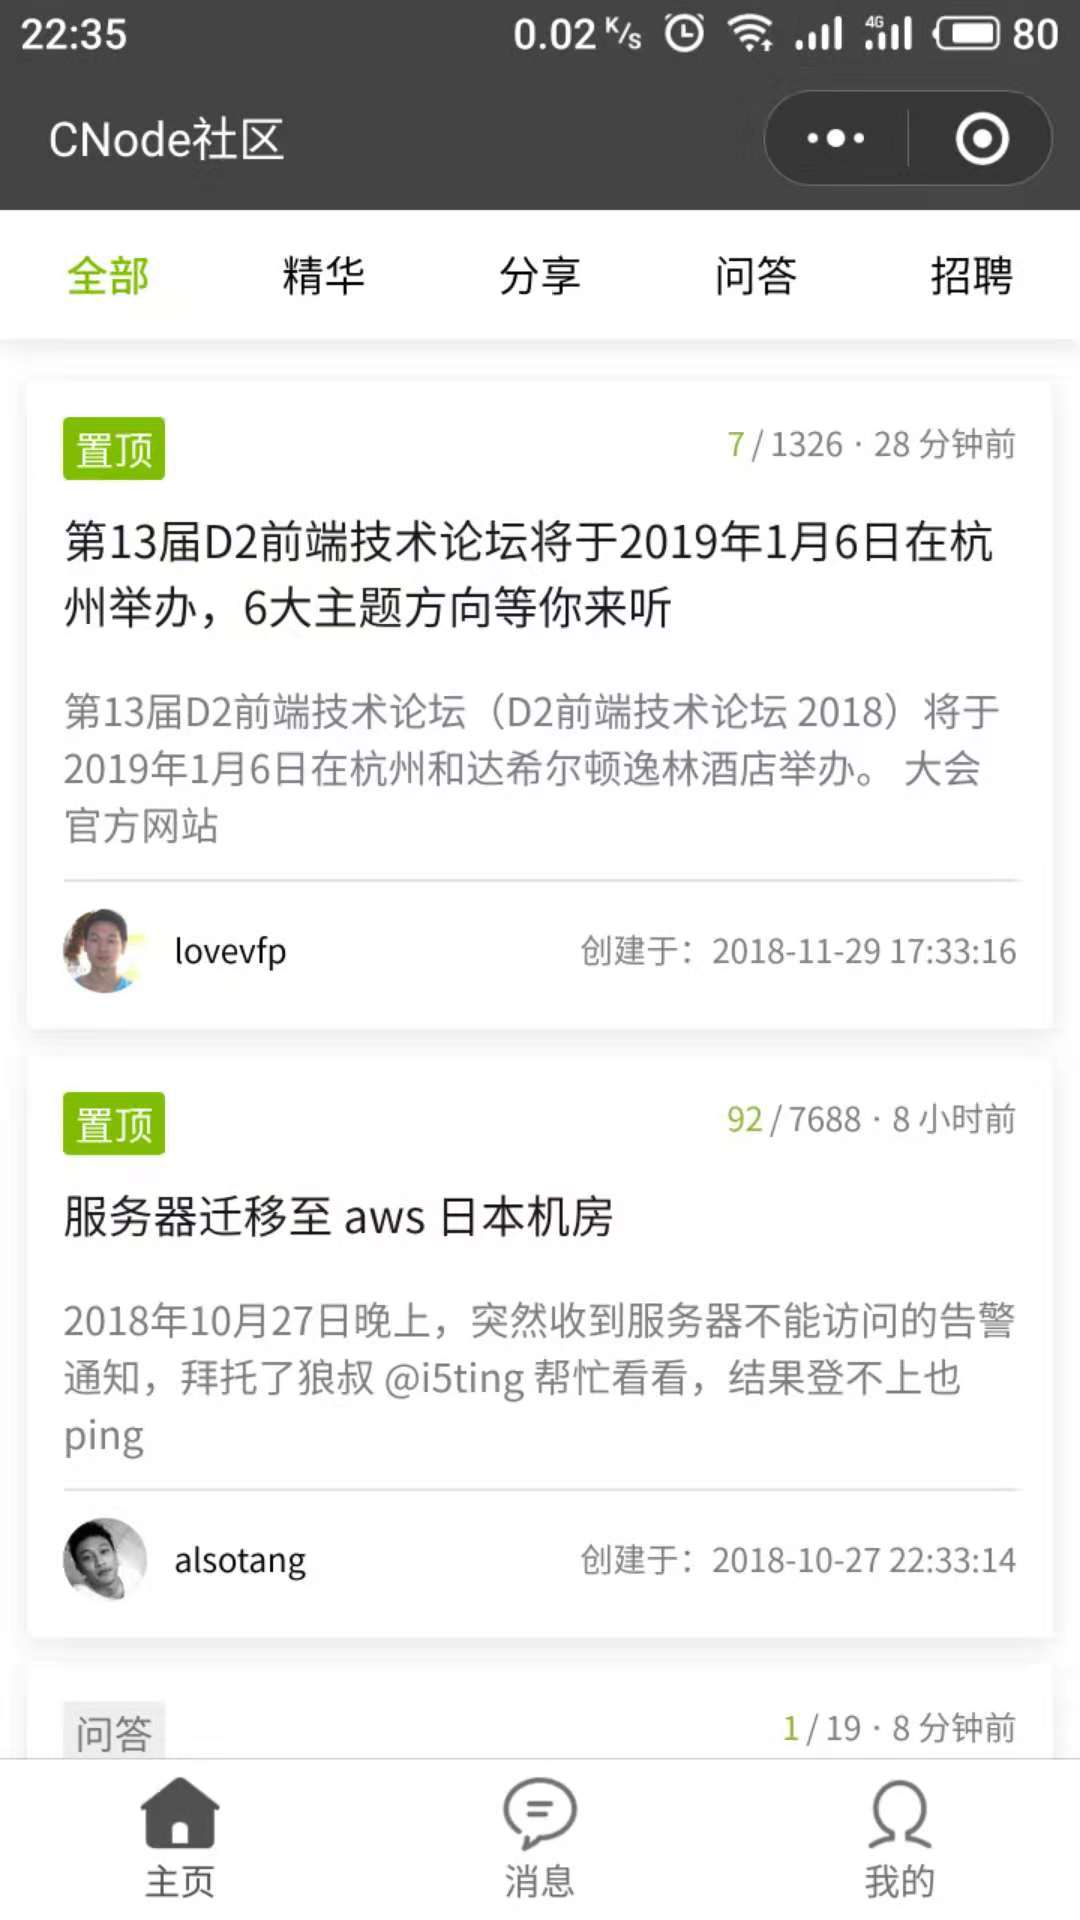 22:35
0.02 K/s
4G
80
CNode社区
全部 精华 分享 问答 招聘
置顶
7 / 1326 · 28 分钟前
第13届D2前端技术论坛将于2019年1月6日在杭
州举办，6大主题方向等你来听
第13届D2前端技术论坛（D2前端技术论坛 2018）将于
2019年1月6日在杭州和达希尔顿逸林酒店举办。 大会
官方网站
lovevfp
创建于：2018-11-29 17:33:16
置顶
92 / 7688 · 8 小时前
服务器迁移至 aws 日本机房
2018年10月27日晚上，突然收到服务器不能访问的告警
通知，拜托了狼叔 @i5ting 帮忙看看，结果登不上也
ping
alsotang
创建于：2018-10-27 22:33:14
问答
1 / 19 · 8 分钟前
主页 消息 我的